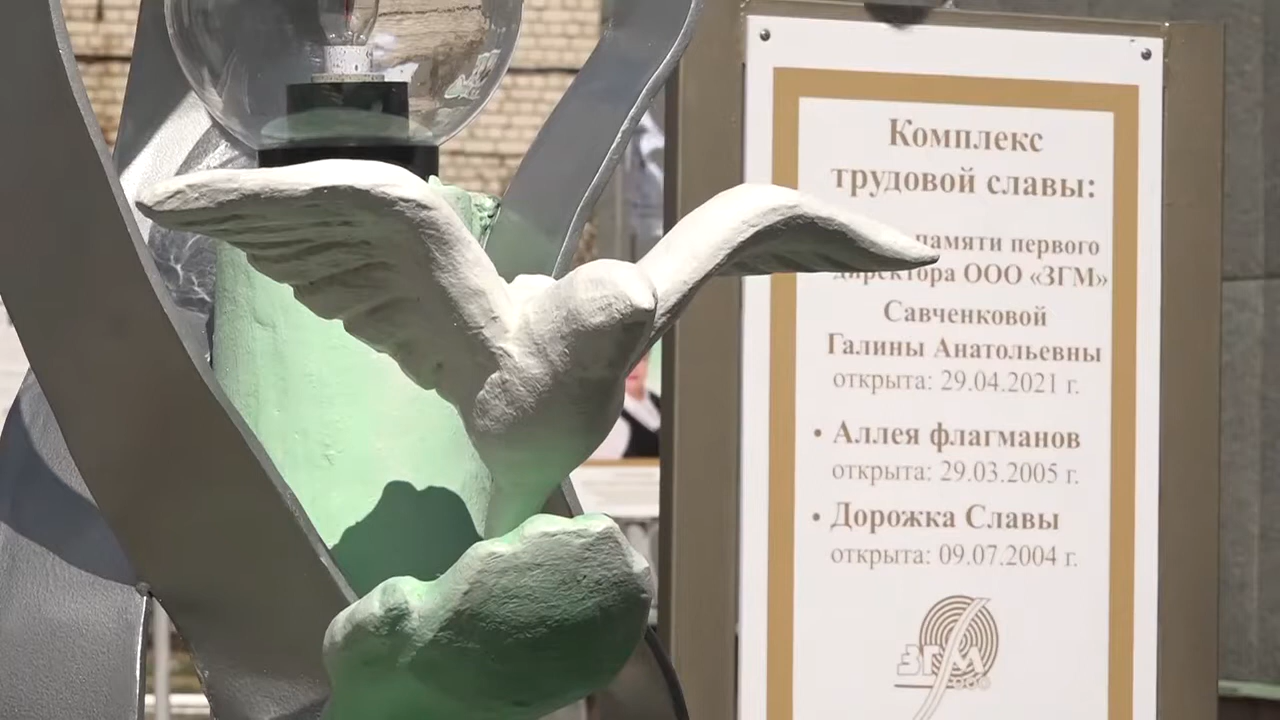 Комплекс
трудовой славы:
памяти первого
директора ООО «ЗГМ»
Савченковой
Галины Анатольевны
открыта: 29.04.2021 г.
• Аллея флагманов
открыта: 29.03.2005 г.
• Дорожка Славы
открыта: 09.07.2004 г.
ЗГМ
ООО